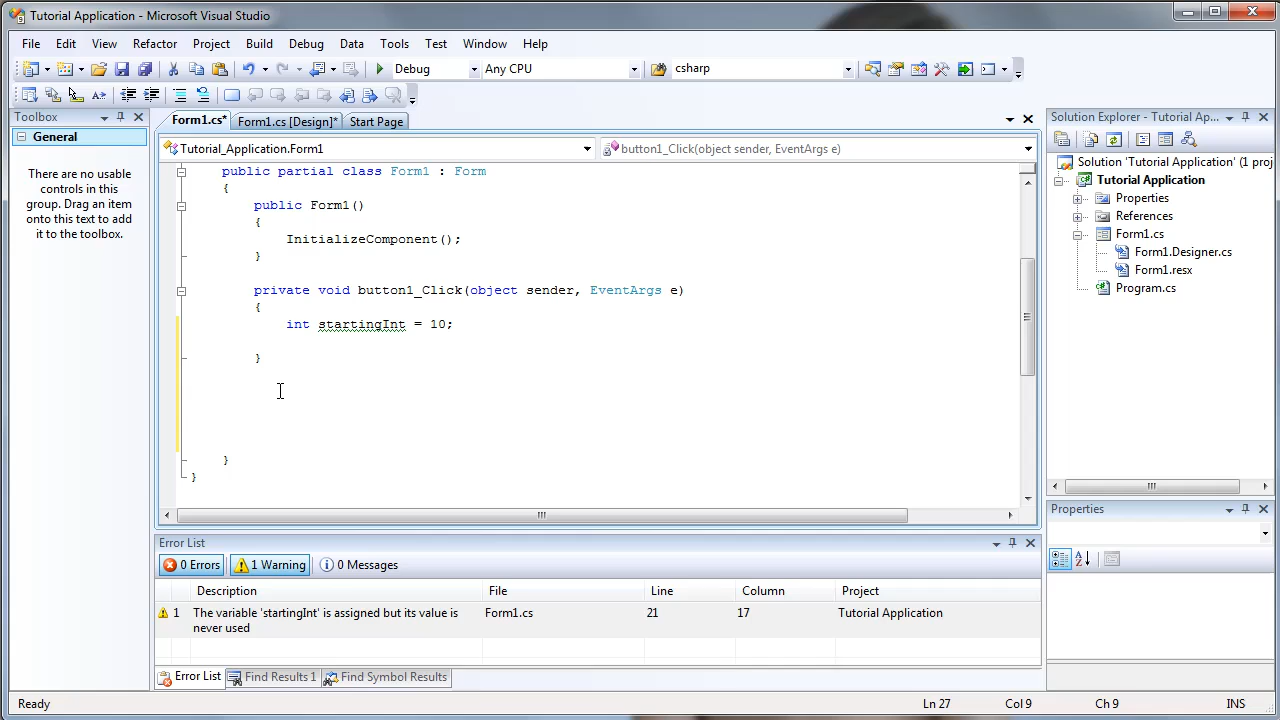 Tutorial Application - Microsoft Visual Studio
File Edit View Refactor Project Build Debug Data Tools Test Window Help
Debug Any CPU csharp
Toolbox
General
There are no usable
controls in this
group. Drag an item
onto this text to add
it to the toolbox.
Form1.cs* Form1.cs [Design]* Start Page
Tutorial_Application.Form1 button1_Click(object sender, EventArgs e)
public partial class Form1 : Form
{
public Form1()
{
InitializeComponent();
}
private void button1_Click(object sender, EventArgs e)
{
int startingInt = 10;
}
}
}
Solution Explorer - Tutorial Ap...
Solution 'Tutorial Application' (1 proj
Tutorial Application
Properties
References
Form1.cs
Form1.Designer.cs
Form1.resx
Program.cs
Properties
Error List
0 Errors 1 Warning 0 Messages
Description File Line Column Project
1 The variable 'startingInt' is assigned but its value is never used Form1.cs 21 17 Tutorial Application
Error List Find Results 1 Find Symbol Results
Ready Ln 27 Col 9 Ch 9 INS